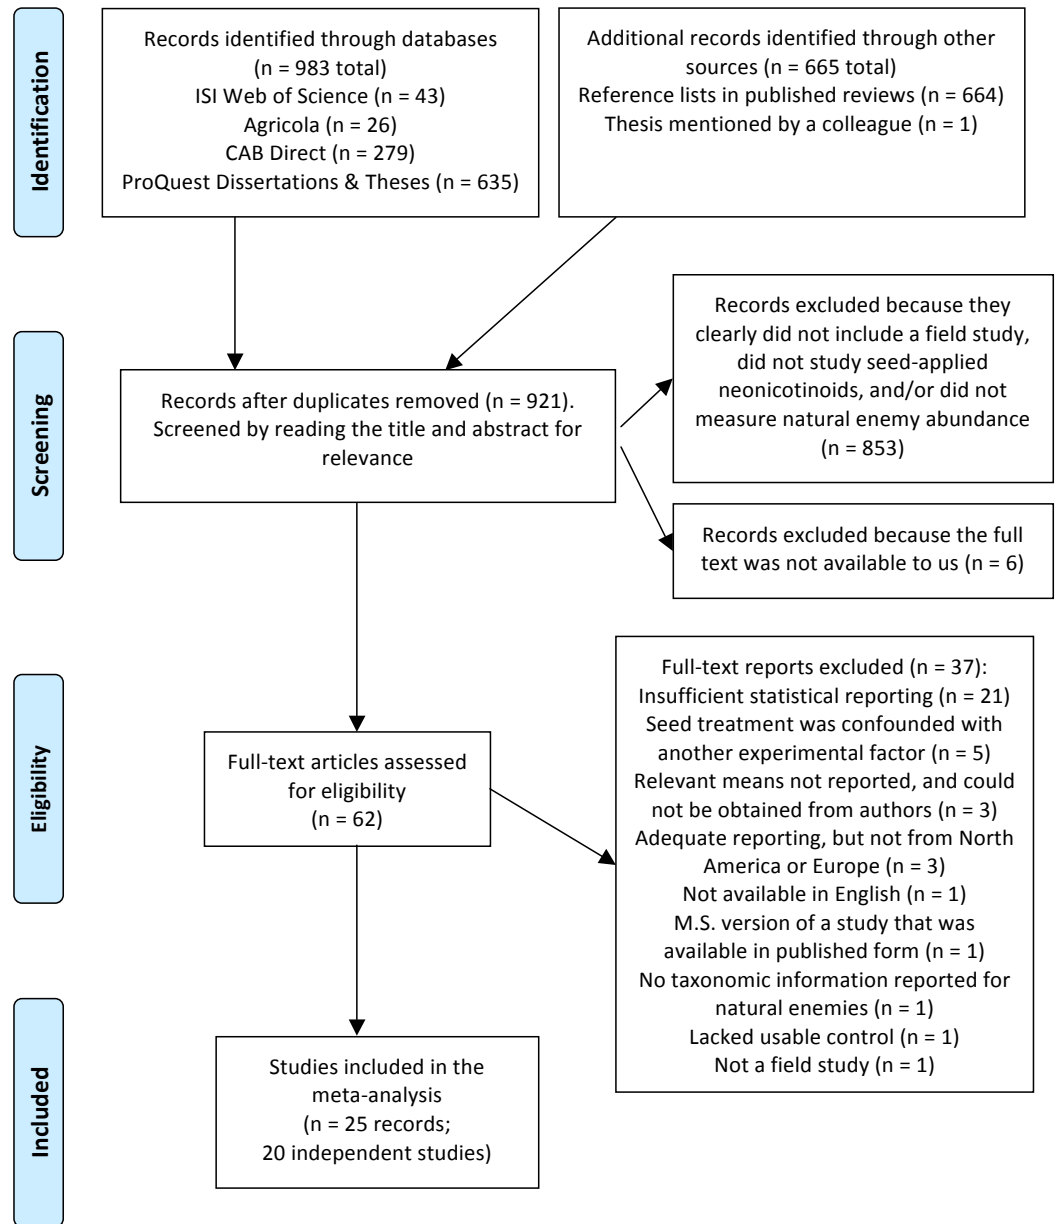 Identification
Records identified through databases
(n = 983 total)
ISI Web of Science (n = 43)
Agricola (n = 26)
CAB Direct (n = 279)
ProQuest Dissertations & Theses (n = 635)
Additional records identified through other
sources (n = 665 total)
Reference lists in published reviews (n = 664)
Thesis mentioned by a colleague (n = 1)
Screening
Records after duplicates removed (n = 921).
Screened by reading the title and abstract for
relevance
Records excluded because they
clearly did not include a field study,
did not study seed-applied
neonicotinoids, and/or did not
measure natural enemy abundance
(n = 853)
Records excluded because the full
text was not available to us (n = 6)
Eligibility
Full-text articles assessed
for eligibility
(n = 62)
Full-text reports excluded (n = 37):
Insufficient statistical reporting (n = 21)
Seed treatment was confounded with
another experimental factor (n = 5)
Relevant means not reported, and could
not be obtained from authors (n = 3)
Adequate reporting, but not from North
America or Europe (n = 3)
Not available in English (n = 1)
M.S. version of a study that was
available in published form (n = 1)
No taxonomic information reported for
natural enemies (n = 1)
Lacked usable control (n = 1)
Not a field study (n = 1)
Included
Studies included in the
meta-analysis
(n = 25 records;
20 independent studies)